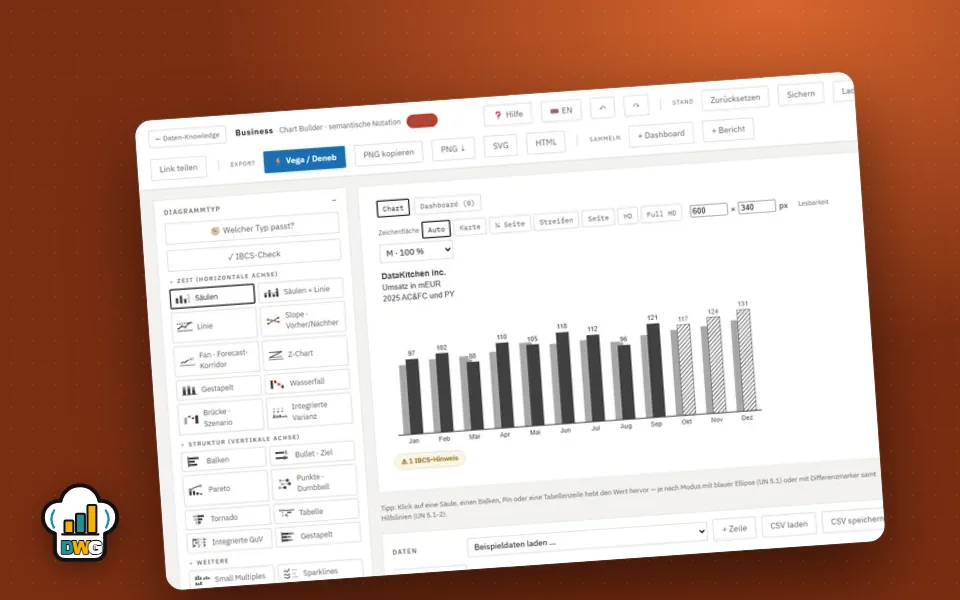 ← Daten-Knowledge
Business Chart Builder · semantische Notation
Hilfe
EN
STAND
Zurücksetzen
Sichern
Link teilen
EXPORT
Vega / Deneb
PNG kopieren
PNG ↓
SVG
HTML
SAMMELN
+ Dashboard
+ Bericht
DIAGRAMMTYP
Welcher Typ passt?
✓ IBCS-Check
ZEIT (HORIZONTALE ACHSE)
Säulen
Säulen + Linie
Linie
Slope ·
Vorher/Nachher
Fan · Forecast-
Korridor
Z-Chart
Gestapelt
Wasserfall
Brücke ·
Szenario
Integrierte
Varianz
STRUKTUR (VERTIKALE ACHSE)
Balken
Bullet · Ziel
Pareto
Punkte ·
Dumbbell
Tornado
Tabelle
Integrierte GuV
Gestapelt
WEITERE
Small Multiples
Sparklines
Chart
Dashboard (0)
Zeichenfläche
Auto
Karte
½ Seite
Streifen
Seite
HD
Full HD
600 × 340 px
Lesbarkeit
M · 100 %
DataKitchen Inc.
Umsatz in mEUR
2025 AC&FC und PY
97 102 88 110 105 118 112 96 121 117 124 131
Jan Feb Mär Apr Mai Jun Jul Aug Sep Okt Nov Dez
⚠ 1 IBCS-Hinweis
Tipp: Klick auf eine Säule, einen Balken, Pin oder eine Tabellenzeile hebt den Wert hervor — je nach Modus mit blauer Ellipse (UN 5.1) oder mit Differenzmarker samt
Hilfslinien (UN 5.1-2).
DATEN
Beispieldaten laden ...
+ Zeile
CSV laden
CSV speichern
DWG